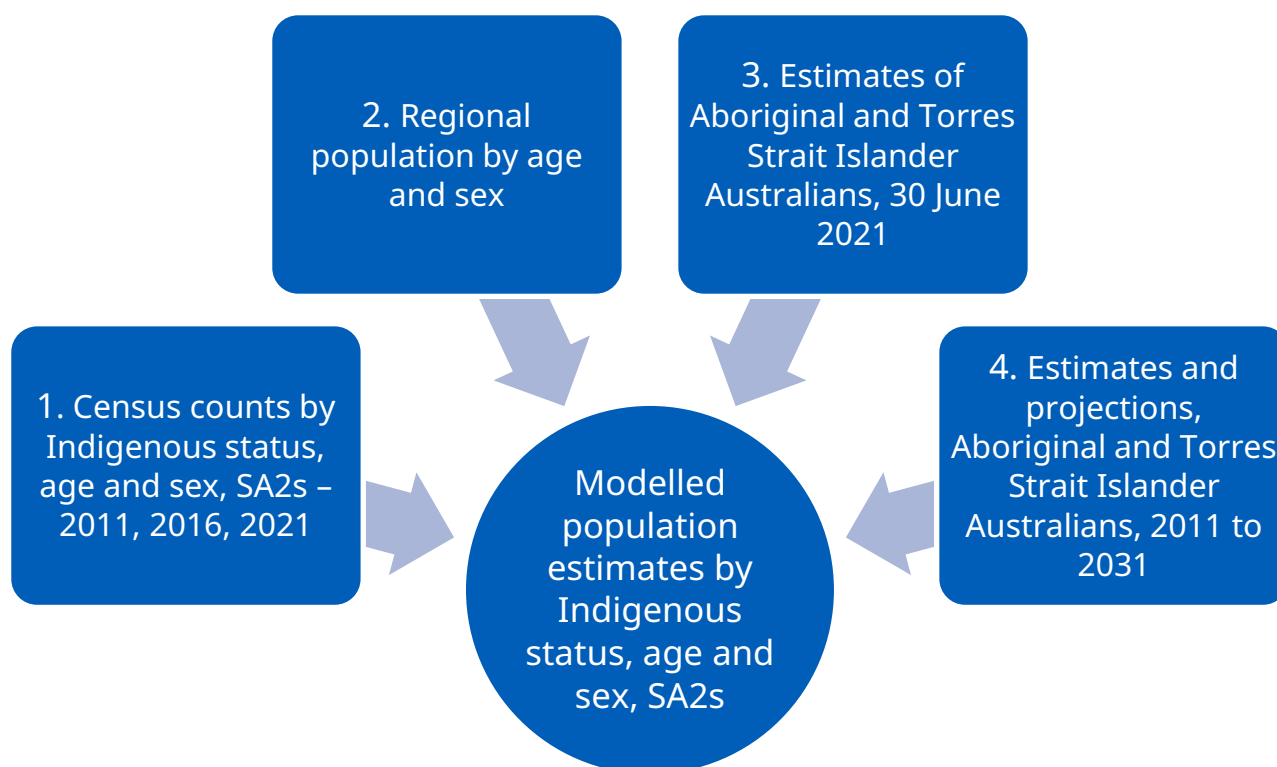 1. Census counts by
Indigenous status,
age and sex, SA2s –
2011, 2016, 2021
2. Regional
population by age
and sex
3. Estimates of
Aboriginal and Torres
Strait Islander
Australians, 30 June
2021
4. Estimates and
projections,
Aboriginal and Torres
Strait Islander
Australians, 2011 to
2031
Modelled
population
estimates by
Indigenous
status, age and
sex, SA2s